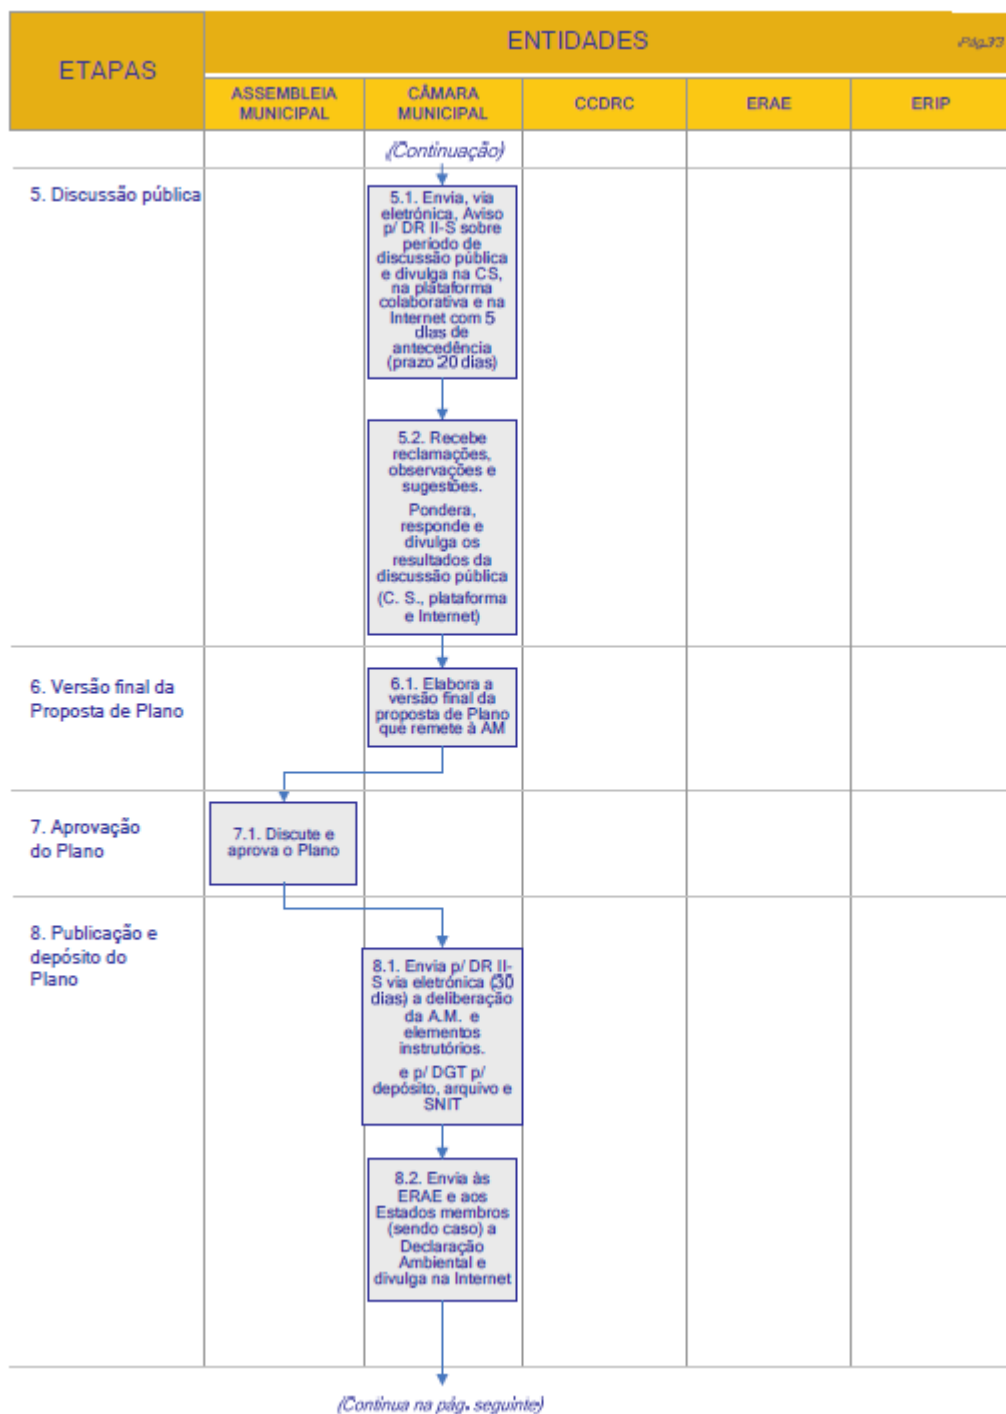 ENTIDADES
Pág.3/3
ETAPAS
ASSEMBLEIA
MUNICIPAL
CÂMARA
MUNICIPAL
CCDRC
ERAE
ERIP
(Continuação)
5. Discussão pública
5.1. Envia, via
eletrónica, Aviso
p/ DR II-S sobre
período de
discussão pública
e divulga na CS,
na plataforma
colaborativa e na
Internet com 5
dias de
antecedência
(prazo 20 dias)
5.2. Recebe
reclamações,
observações e
sugestões.
Pondera,
responde e
divulga os
resultados da
discussão pública
(C. S., plataforma
e Internet)
6. Versão final da
Proposta de Plano
6.1. Elabora a
versão final da
proposta de Plano
que remete à AM
7. Aprovação
do Plano
7.1. Discute e
aprova o Plano
8. Publicação e
depósito do
Plano
8.1. Envia p/ DR II-
S via eletrónica (30
dias) a deliberação
da A.M. e
elementos
instrutórios.
e p/ DGT p/
depósito, arquivo e
SNIT
8.2. Envia às
ERAE e aos
Estados membros
(sendo caso) a
Declaração
Ambiental e
divulga na Internet
(Continua na pág. seguinte)